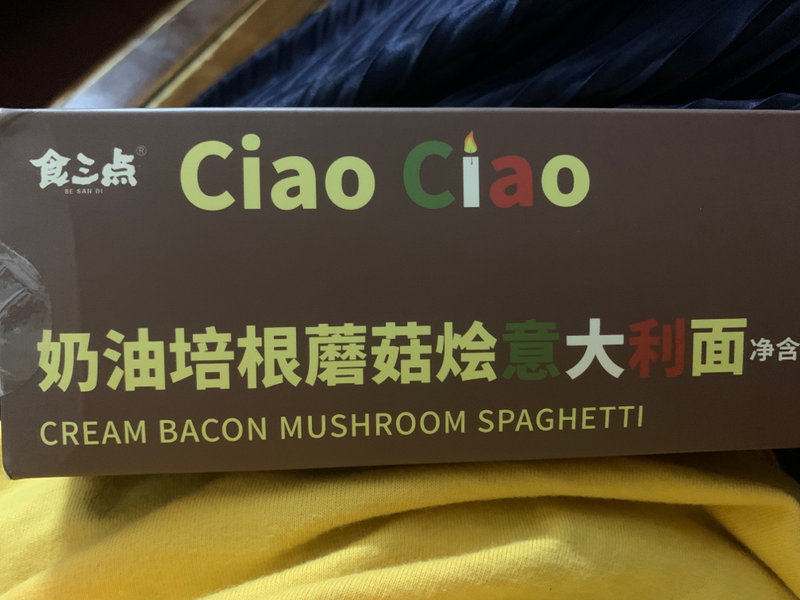 食三点®
SE SAN DI
Ciao Ciao
奶油培根蘑菇烩意大利面
净含
CREAM BACON MUSHROOM SPAGHETTI